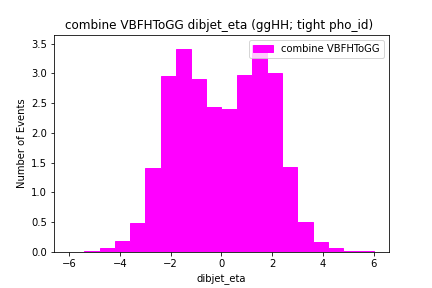 combine VBFHToGG dibjet_eta (ggHH; tight pho_id)
combine VBFHToGG
Number of Events
3.5
3.0
2.5
2.0
1.5
1.0
0.5
0.0
−6 −4 −2 0 2 4 6
dibjet_eta